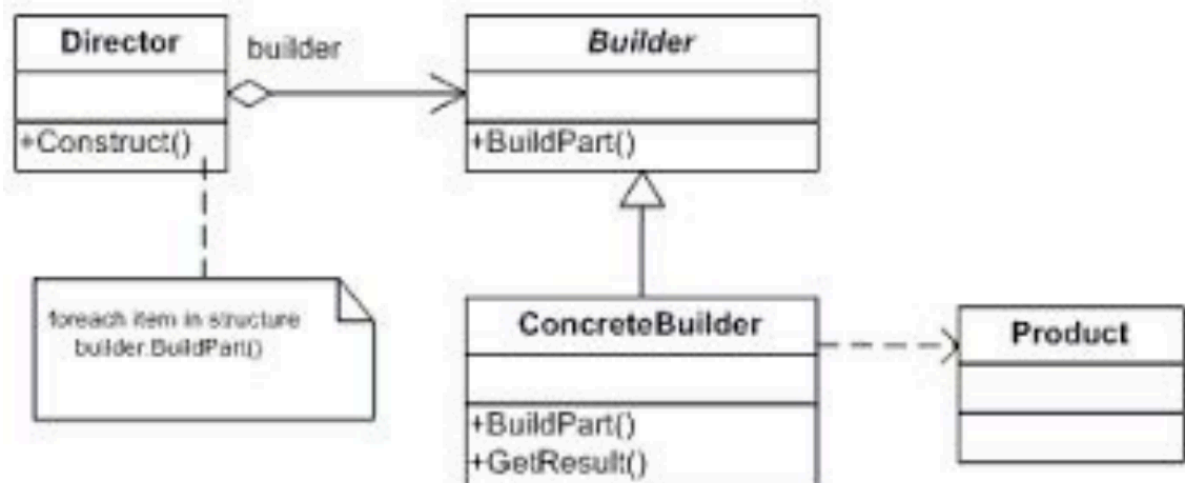 Director
builder
Builder
+Construct()
+BuildPart()
foreach item in structure
builder.BuildPart()
ConcreteBuilder
Product
+BuildPart()
+GetResult()